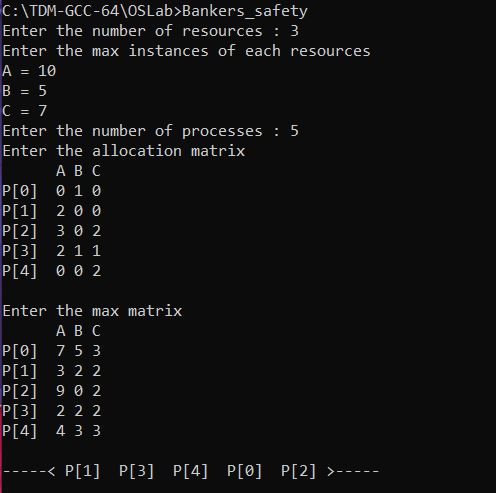 C:\TDM-GCC-64\OSLab>Bankers_safety
Enter the number of resources : 3
Enter the max instances of each resources
A = 10
B = 5
C = 7
Enter the number of processes : 5
Enter the allocation matrix
      A B C
P[0]  0 1 0
P[1]  2 0 0
P[2]  3 0 2
P[3]  2 1 1
P[4]  0 0 2

Enter the max matrix
      A B C
P[0]  7 5 3
P[1]  3 2 2
P[2]  9 0 2
P[3]  2 2 2
P[4]  4 3 3

-----< P[1]  P[3]  P[4]  P[0]  P[2] >-----